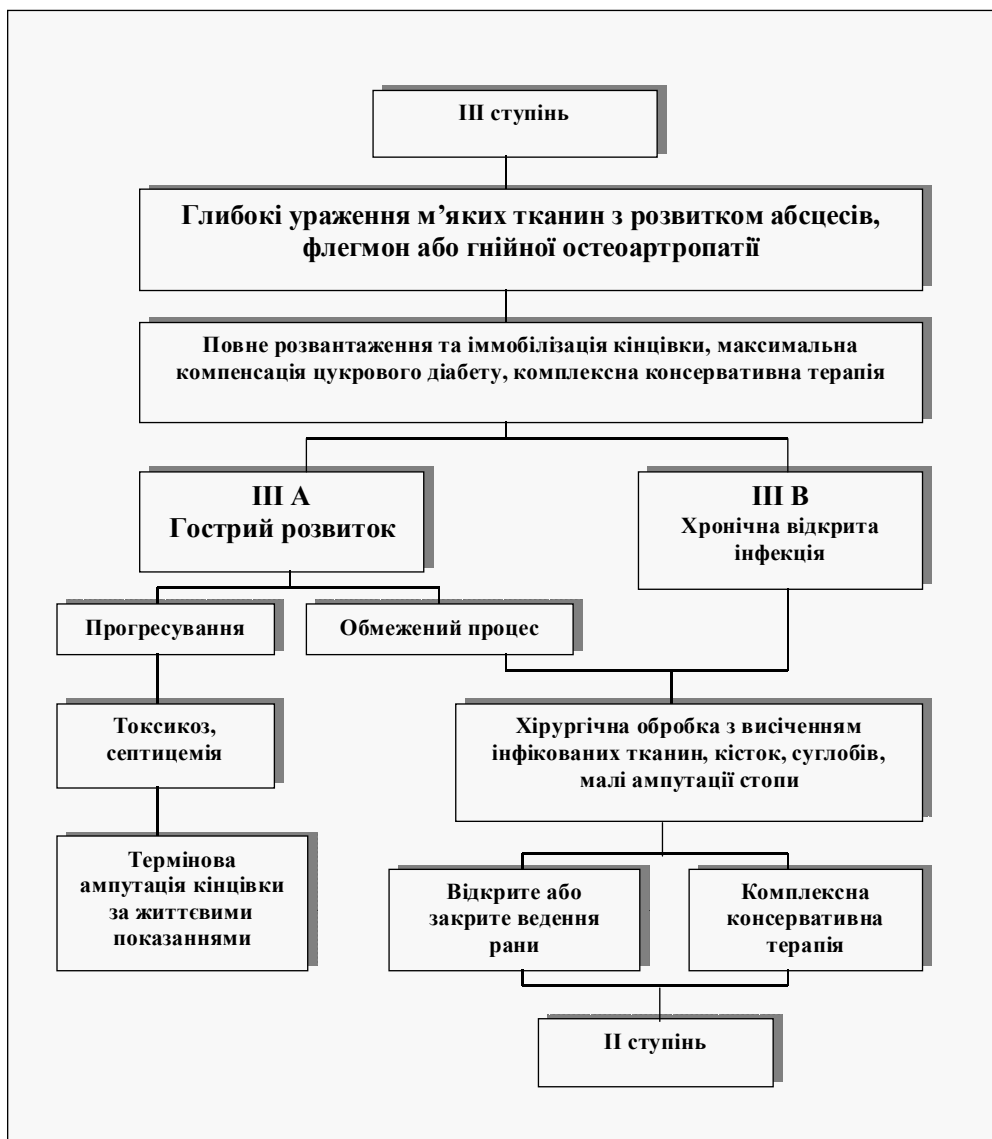 III ступінь
Глибокі ураження м’яких тканин з розвитком абсцесів,
флегмон або гнійної остеоартропатії
Повне розвантаження та іммобілізація кінцівки, максимальна
компенсація цукрового діабету, комплексна консервативна терапія
III А
Гострий розвиток
III В
Хронічна відкрита
інфекція
Прогресування
Обмежений процес
Токсикоз,
септицемія
Хірургічна обробка з висіченням
інфікованих тканин, кісток, суглобів,
малі ампутації стопи
Термінова
ампутація кінцівки
за життєвими
показаннями
Відкрите або
закрите ведення
рани
Комплексна
консервативна
терапія
II ступінь